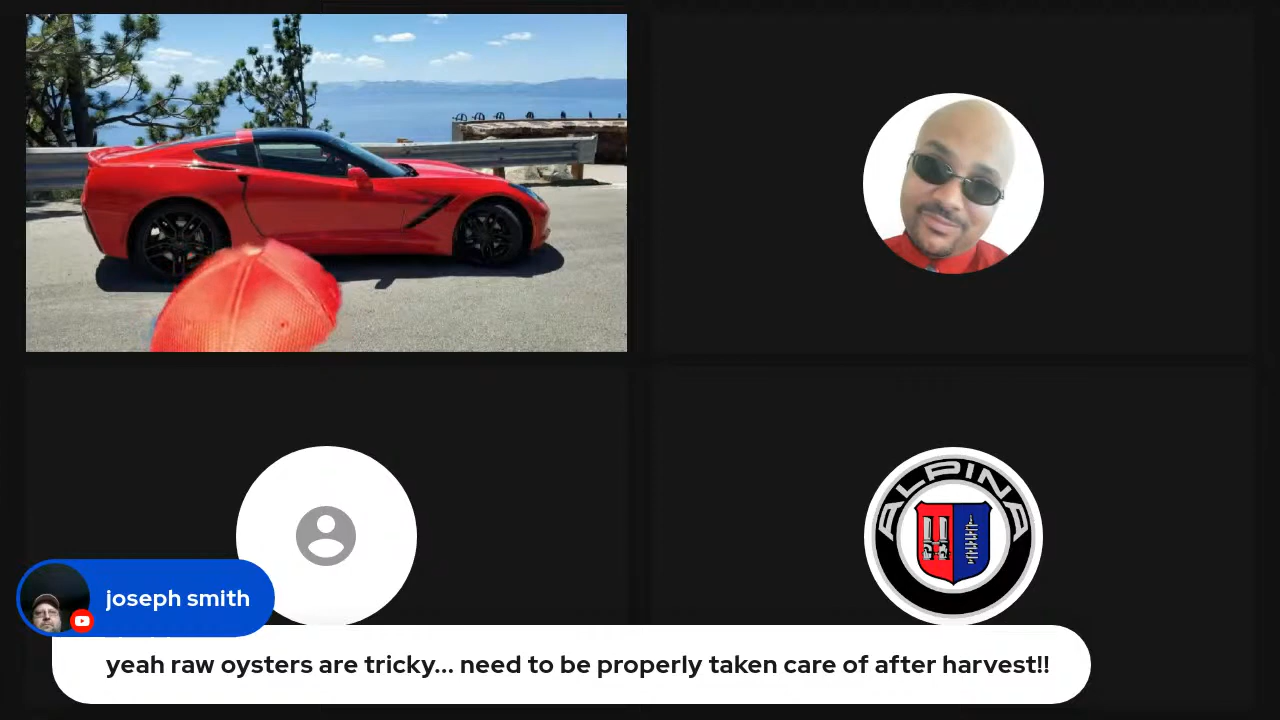 ALPINA
joseph smith
yeah raw oysters are tricky... need to be properly taken care of after harvest!!